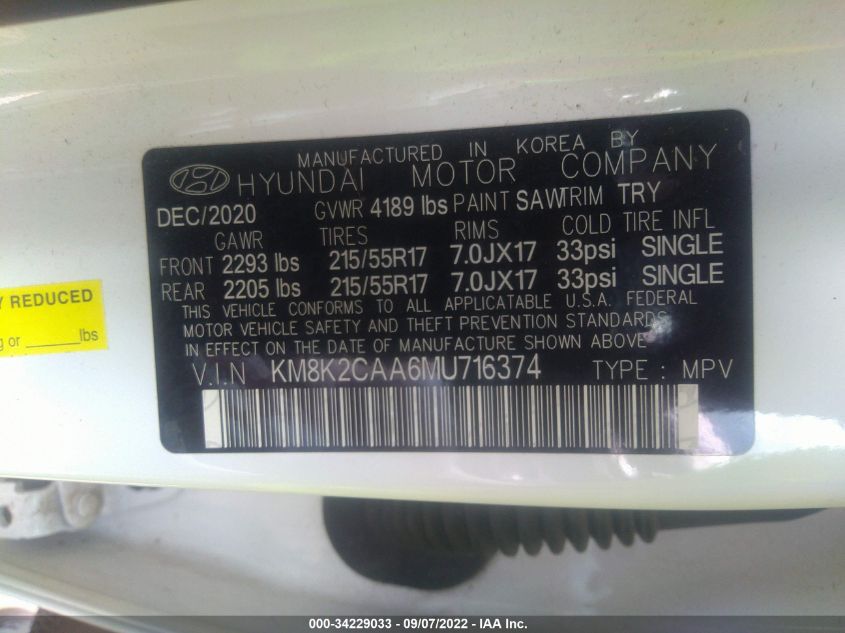 MANUFACTURED IN KOREA BY
HYUNDAI MOTOR COMPANY
DEC/2020 GVWR 4189 lbs PAINT SAW TRIM TRY
GAWR TIRES RIMS COLD TIRE INFL
FRONT 2293 lbs 215/55R17 7.0JX17 33psi SINGLE
REAR 2205 lbs 215/55R17 7.0JX17 33psi SINGLE
THIS VEHICLE CONFORMS TO ALL APPLICABLE U.S.A. FEDERAL
MOTOR VEHICLE SAFETY AND THEFT PREVENTION STANDARDS
IN EFFECT ON THE DATE OF MANUFACTURE SHOWN ABOVE
V.I.N KM8K2CAA6MU716374 TYPE : MPV
REDUCED
or ______lbs
000-34229033 - 09/07/2022 - IAA Inc.